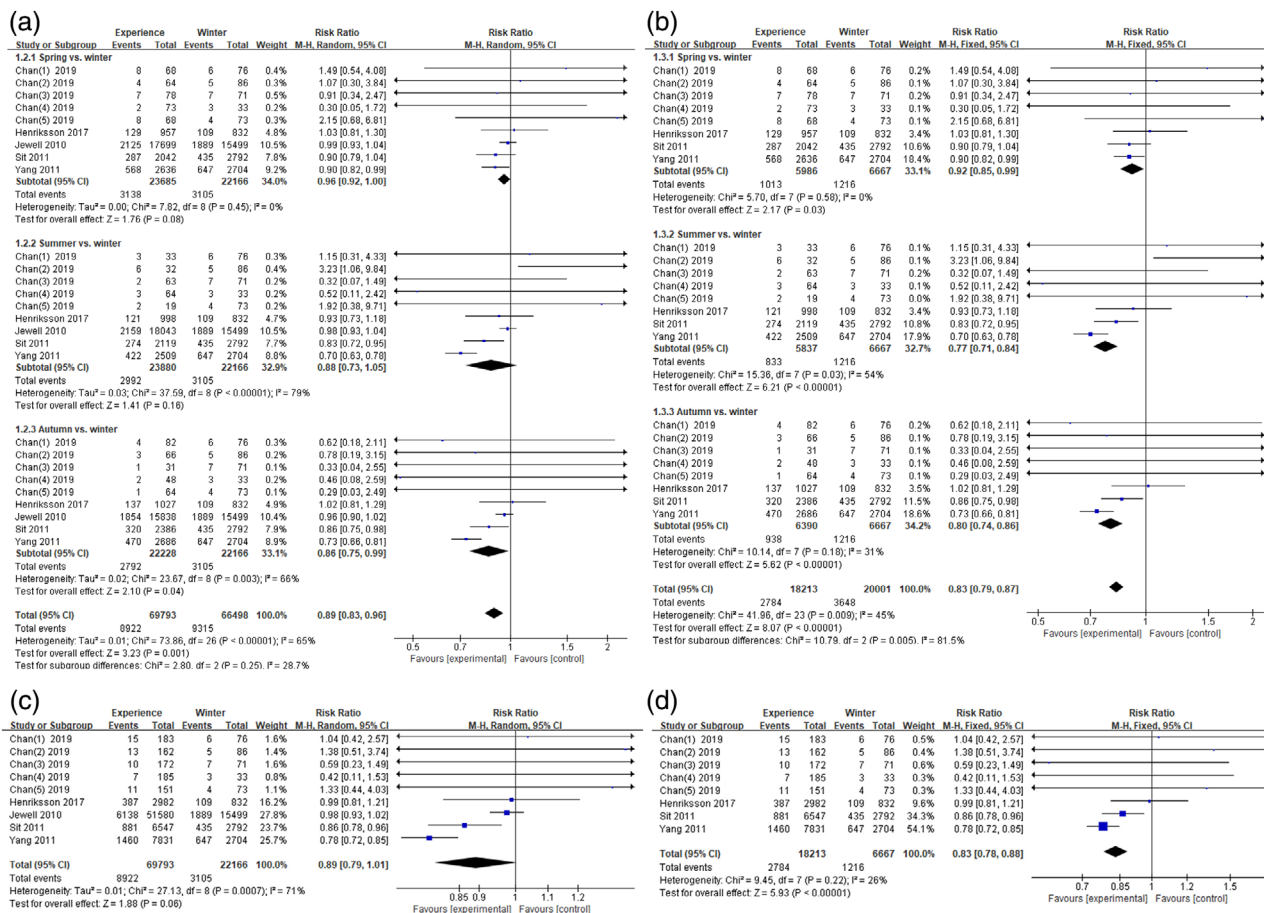 (a)
Experience Winter Risk Ratio Risk Ratio
Study or Subgroup Events Total Events Total Weight M-H, Random, 95% CI M-H, Random, 95% CI
1.2.1 Spring vs. winter
Chan(1) 2019 8 68 6 76 0.4% 1.49 [0.54, 4.08]
Chan(2) 2019 4 64 5 86 0.3% 1.07 [0.30, 3.84]
Chan(3) 2019 7 78 7 71 0.4% 0.91 [0.34, 2.47]
Chan(4) 2019 2 73 3 33 0.2% 0.30 [0.05, 1.72]
Chan(5) 2019 8 68 4 73 0.3% 2.15 [0.68, 6.81]
Henriksson 2017 129 957 109 832 4.8% 1.03 [0.81, 1.30]
Jewell 2010 2125 17699 1889 15499 10.5% 0.99 [0.93, 1.04]
Sit 2011 287 2042 435 2792 7.8% 0.90 [0.79, 1.04]
Yang 2011 568 2636 647 2704 9.2% 0.90 [0.82, 0.99]
Subtotal (95% CI) 23685 22166 34.0% 0.96 [0.92, 1.00]
Total events 3138 3105
Heterogeneity: Tau² = 0.00; Chi² = 7.82, df = 8 (P = 0.45); I² = 0%
Test for overall effect: Z = 1.76 (P = 0.08)
1.2.2 Summer vs. winter
Chan(1) 2019 3 33 6 76 0.3% 1.15 [0.31, 4.33]
Chan(2) 2019 6 32 5 86 0.4% 3.23 [1.06, 9.84]
Chan(3) 2019 2 63 7 71 0.2% 0.32 [0.07, 1.49]
Chan(4) 2019 3 64 3 33 0.2% 0.52 [0.11, 2.42]
Chan(5) 2019 2 19 4 73 0.2% 1.92 [0.38, 9.71]
Henriksson 2017 121 998 109 832 4.7% 0.93 [0.73, 1.18]
Jewell 2010 2159 18043 1889 15499 10.5% 0.98 [0.93, 1.04]
Sit 2011 274 2119 435 2792 7.7% 0.83 [0.72, 0.95]
Yang 2011 422 2509 647 2704 8.8% 0.70 [0.63, 0.78]
Subtotal (95% CI) 23880 22166 32.9% 0.88 [0.73, 1.05]
Total events 2992 3105
Heterogeneity: Tau² = 0.03; Chi² = 37.59, df = 8 (P < 0.00001); I² = 79%
Test for overall effect: Z = 1.41 (P = 0.16)
1.2.3 Autumn vs. winter
Chan(1) 2019 4 82 6 76 0.3% 0.62 [0.18, 2.11]
Chan(2) 2019 3 66 5 86 0.2% 0.78 [0.19, 3.15]
Chan(3) 2019 1 31 7 71 0.1% 0.33 [0.04, 2.55]
Chan(4) 2019 2 48 3 33 0.2% 0.46 [0.08, 2.59]
Chan(5) 2019 1 64 4 73 0.1% 0.29 [0.03, 2.49]
Henriksson 2017 137 1027 109 832 4.9% 1.02 [0.81, 1.29]
Jewell 2010 1854 15838 1889 15499 10.5% 0.96 [0.90, 1.02]
Sit 2011 320 2386 435 2792 7.9% 0.86 [0.75, 0.98]
Yang 2011 470 2686 647 2704 8.9% 0.73 [0.66, 0.81]
Subtotal (95% CI) 22228 22166 33.1% 0.86 [0.75, 0.99]
Total events 2792 3105
Heterogeneity: Tau² = 0.02; Chi² = 23.67, df = 8 (P = 0.003); I² = 66%
Test for overall effect: Z = 2.10 (P = 0.04)
Total (95% CI) 69793 66498 100.0% 0.89 [0.83, 0.96]
Total events 8922 9315
Heterogeneity: Tau² = 0.01; Chi² = 73.86, df = 26 (P < 0.00001); I² = 65%
Test for overall effect: Z = 3.23 (P = 0.001)
Test for subgroup differences: Chi² = 2.80, df = 2 (P = 0.25), I² = 28.7%
0.5 0.7 1 1.5 2
Favours [experimental] Favours [control]
(b)
Experience Winter Risk Ratio Risk Ratio
Study or Subgroup Events Total Events Total Weight M-H, Fixed, 95% CI M-H, Fixed, 95% CI
1.3.1 Spring vs. winter
Chan(1) 2019 8 68 6 76 0.2% 1.49 [0.54, 4.08]
Chan(2) 2019 4 64 5 86 0.1% 1.07 [0.30, 3.84]
Chan(3) 2019 7 78 7 71 0.2% 0.91 [0.34, 2.47]
Chan(4) 2019 2 73 3 33 0.1% 0.30 [0.05, 1.72]
Chan(5) 2019 8 68 4 73 0.1% 2.15 [0.68, 6.81]
Henriksson 2017 129 957 109 832 3.4% 1.03 [0.81, 1.30]
Sit 2011 287 2042 435 2792 10.6% 0.90 [0.79, 1.04]
Yang 2011 568 2636 647 2704 18.4% 0.90 [0.82, 0.99]
Subtotal (95% CI) 5986 6667 33.1% 0.92 [0.85, 0.99]
Total events 1013 1216
Heterogeneity: Chi² = 5.70, df = 7 (P = 0.58); I² = 0%
Test for overall effect: Z = 2.17 (P = 0.03)
1.3.2 Summer vs. winter
Chan(1) 2019 3 33 6 76 0.1% 1.15 [0.31, 4.33]
Chan(2) 2019 6 32 5 86 0.1% 3.23 [1.06, 9.84]
Chan(3) 2019 2 63 7 71 0.2% 0.32 [0.07, 1.49]
Chan(4) 2019 3 64 3 33 0.1% 0.52 [0.11, 2.42]
Chan(5) 2019 2 19 4 73 0.0% 1.92 [0.38, 9.71]
Henriksson 2017 121 998 109 832 3.4% 0.93 [0.73, 1.18]
Sit 2011 274 2119 435 2792 10.8% 0.83 [0.72, 0.95]
Yang 2011 422 2509 647 2704 17.9% 0.70 [0.63, 0.78]
Subtotal (95% CI) 5837 6667 32.7% 0.77 [0.71, 0.84]
Total events 833 1216
Heterogeneity: Chi² = 15.36, df = 7 (P = 0.03); I² = 54%
Test for overall effect: Z = 6.21 (P < 0.00001)
1.3.3 Autumn vs. winter
Chan(1) 2019 4 82 6 76 0.2% 0.62 [0.18, 2.11]
Chan(2) 2019 3 66 5 86 0.1% 0.78 [0.19, 3.15]
Chan(3) 2019 1 31 7 71 0.1% 0.33 [0.04, 2.55]
Chan(4) 2019 2 48 3 33 0.1% 0.46 [0.08, 2.59]
Chan(5) 2019 1 64 4 73 0.1% 0.29 [0.03, 2.49]
Henriksson 2017 137 1027 109 832 3.5% 1.02 [0.81, 1.29]
Sit 2011 320 2386 435 2792 11.5% 0.86 [0.75, 0.98]
Yang 2011 470 2686 647 2704 18.6% 0.73 [0.66, 0.81]
Subtotal (95% CI) 6390 6667 34.2% 0.80 [0.74, 0.86]
Total events 938 1216
Heterogeneity: Chi² = 10.14, df = 7 (P = 0.18); I² = 31%
Test for overall effect: Z = 5.62 (P < 0.00001)
Total (95% CI) 18213 20001 100.0% 0.83 [0.79, 0.87]
Total events 2784 3648
Heterogeneity: Chi² = 41.96, df = 23 (P = 0.009); I² = 45%
Test for overall effect: Z = 8.07 (P < 0.00001)
Test for subgroup differences: Chi² = 10.79, df = 2 (P = 0.005), I² = 81.5%
0.5 0.7 1 1.5 2
Favours [experimental] Favours [control]
(c)
Experience Winter Risk Ratio Risk Ratio
Study or Subgroup Events Total Events Total Weight M-H, Random, 95% CI M-H, Random, 95% CI
Chan(1) 2019 15 183 6 76 1.6% 1.04 [0.42, 2.57]
Chan(2) 2019 13 162 5 86 1.4% 1.38 [0.51, 3.74]
Chan(3) 2019 10 172 7 71 1.5% 0.59 [0.23, 1.49]
Chan(4) 2019 7 185 3 33 0.8% 0.42 [0.11, 1.53]
Chan(5) 2019 11 151 4 73 1.1% 1.33 [0.44, 4.03]
Henriksson 2017 387 2982 109 832 16.2% 0.99 [0.81, 1.21]
Jewell 2010 6138 51580 1889 15499 27.8% 0.98 [0.93, 1.02]
Sit 2011 881 6547 435 2792 23.7% 0.86 [0.78, 0.96]
Yang 2011 1460 7831 647 2704 25.7% 0.78 [0.72, 0.85]
Total (95% CI) 69793 22166 100.0% 0.89 [0.79, 1.01]
Total events 8922 3105
Heterogeneity: Tau² = 0.01; Chi² = 27.13, df = 8 (P = 0.0007); I² = 71%
Test for overall effect: Z = 1.88 (P = 0.06)
0.85 0.9 1 1.1 1.2
Favours [experimental] Favours [control]
(d)
Experience Winter Risk Ratio Risk Ratio
Study or Subgroup Events Total Events Total Weight M-H, Fixed, 95% CI M-H, Fixed, 95% CI
Chan(1) 2019 15 183 6 76 0.5% 1.04 [0.42, 2.57]
Chan(2) 2019 13 162 5 86 0.4% 1.38 [0.51, 3.74]
Chan(3) 2019 10 172 7 71 0.6% 0.59 [0.23, 1.49]
Chan(4) 2019 7 185 3 33 0.3% 0.42 [0.11, 1.53]
Chan(5) 2019 11 151 4 73 0.3% 1.33 [0.44, 4.03]
Henriksson 2017 387 2982 109 832 9.6% 0.99 [0.81, 1.21]
Sit 2011 881 6547 435 2792 34.3% 0.86 [0.78, 0.96]
Yang 2011 1460 7831 647 2704 54.1% 0.78 [0.72, 0.85]
Total (95% CI) 18213 6667 100.0% 0.83 [0.78, 0.88]
Total events 2784 1216
Heterogeneity: Chi² = 9.45, df = 7 (P = 0.22); I² = 26%
Test for overall effect: Z = 5.93 (P < 0.00001)
0.7 0.85 1 1.2 1.5
Favours [experimental] Favours [control]